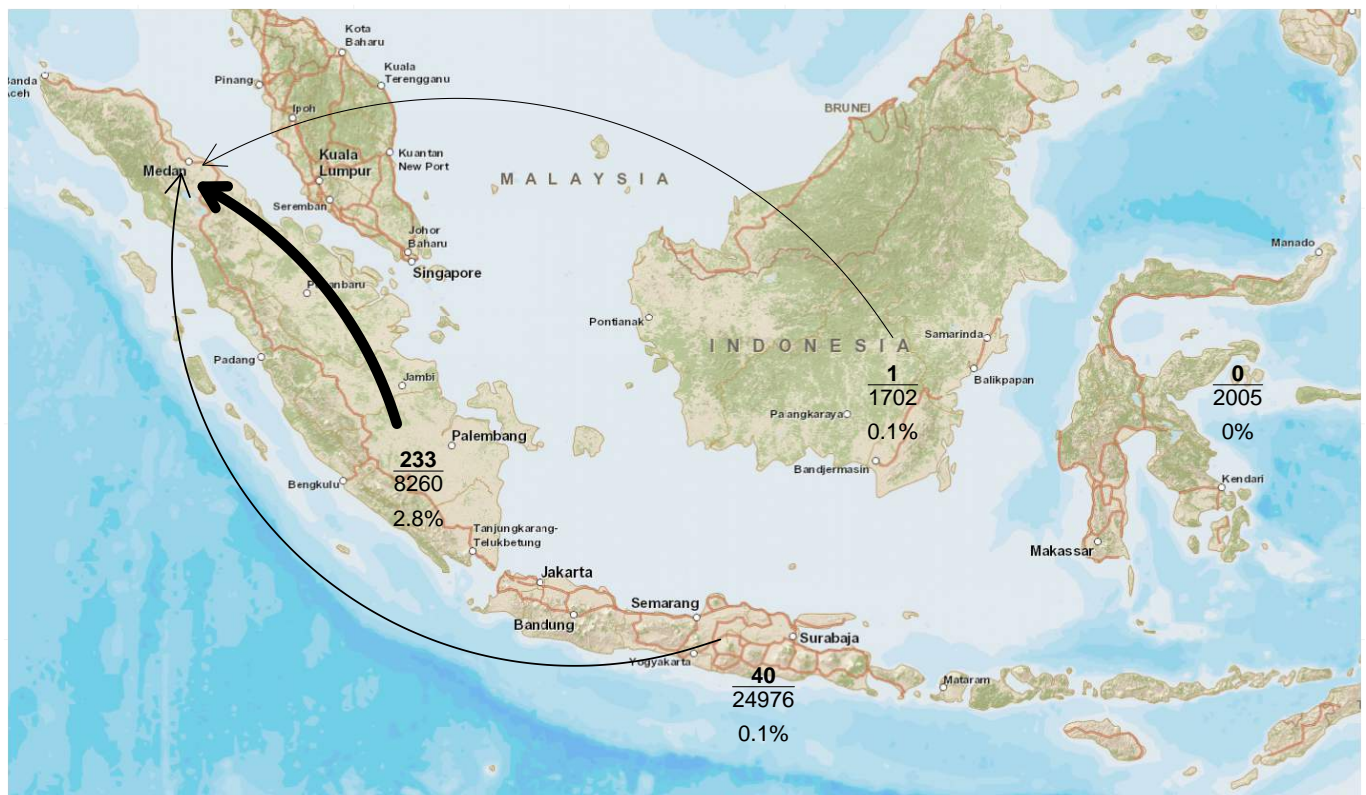 Kota
Baharu
Kuala
Terengganu
Pinang
Banda
Aceh
Ipoh
BRUNEI
Kuala
Lumpur
Kuantan
New Port
Medan
MALAYSIA
Seremban
Johor
Baharu
Singapore
Manado
Pontianak
Samarinda
INDONESIA
Padang
Jambi
Balikpapan
1
1702
0.1%
0
2005
0%
Palangkaraya
Palembang
233
8260
2.8%
Bengkulu
Bandjermasin
Kendari
Tanjungkarang-
Telukbetung
Makassar
Jakarta
Semarang
Bandung
Surabaja
Yogyakarta
40
24976
0.1%
Mataram